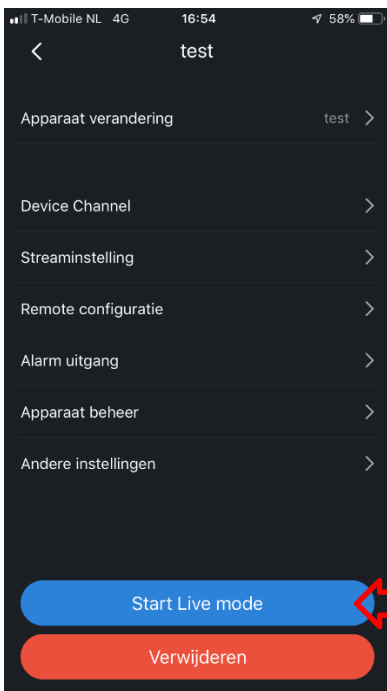 T-Mobile NL 4G 16:54 58%
test
Apparaat verandering test
Device Channel
Streaminstelling
Remote configuratie
Alarm uitgang
Apparaat beheer
Andere instellingen
Start Live mode
Verwijderen